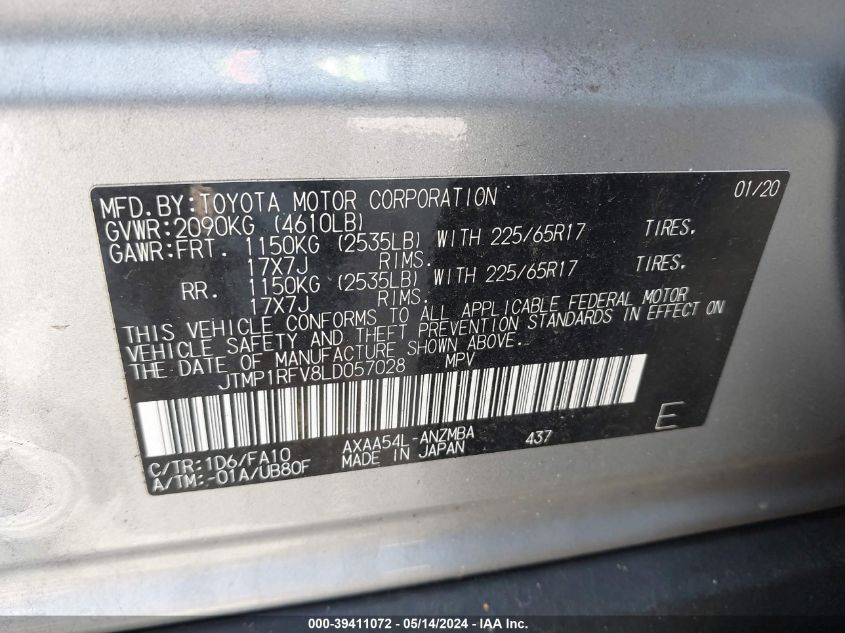 MFD.BY:TOYOTA MOTOR CORPORATION 01/20
GVWR:2090KG (4610LB)
GAWR:FRT. 1150KG (2535LB) WITH 225/65R17 TIRES.
17X7J RIMS.
RR. 1150KG (2535LB) WITH 225/65R17 TIRES.
17X7J RIMS.
THIS VEHICLE CONFORMS TO ALL APPLICABLE FEDERAL MOTOR
VEHICLE SAFETY AND THEFT PREVENTION STANDARDS IN EFFECT ON
THE DATE OF MANUFACTURE SHOWN ABOVE.
JTMP1RFV8LD057028 MPV
C/TR:1D6/FA10 AXAA54L-ANZMBA 437 E
A/TM:-01A/UB80F MADE IN JAPAN
000-39411072 - 05/14/2024 - IAA Inc.